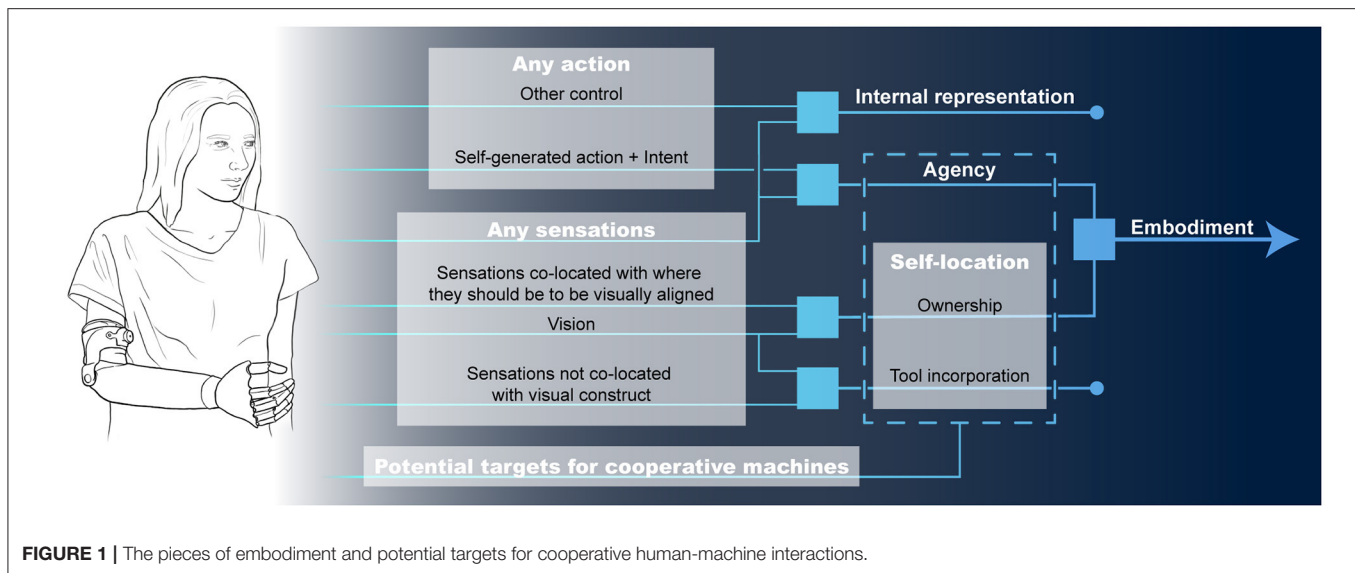 Any action
Other control
Self-generated action + Intent
Any sensations
Sensations co-located with where
they should be to be visually aligned
Vision
Sensations not co-located
with visual construct
Potential targets for cooperative machines
Internal representation
Agency
Self-location
Ownership
Tool incorporation
Embodiment
FIGURE 1 | The pieces of embodiment and potential targets for cooperative human-machine interactions.